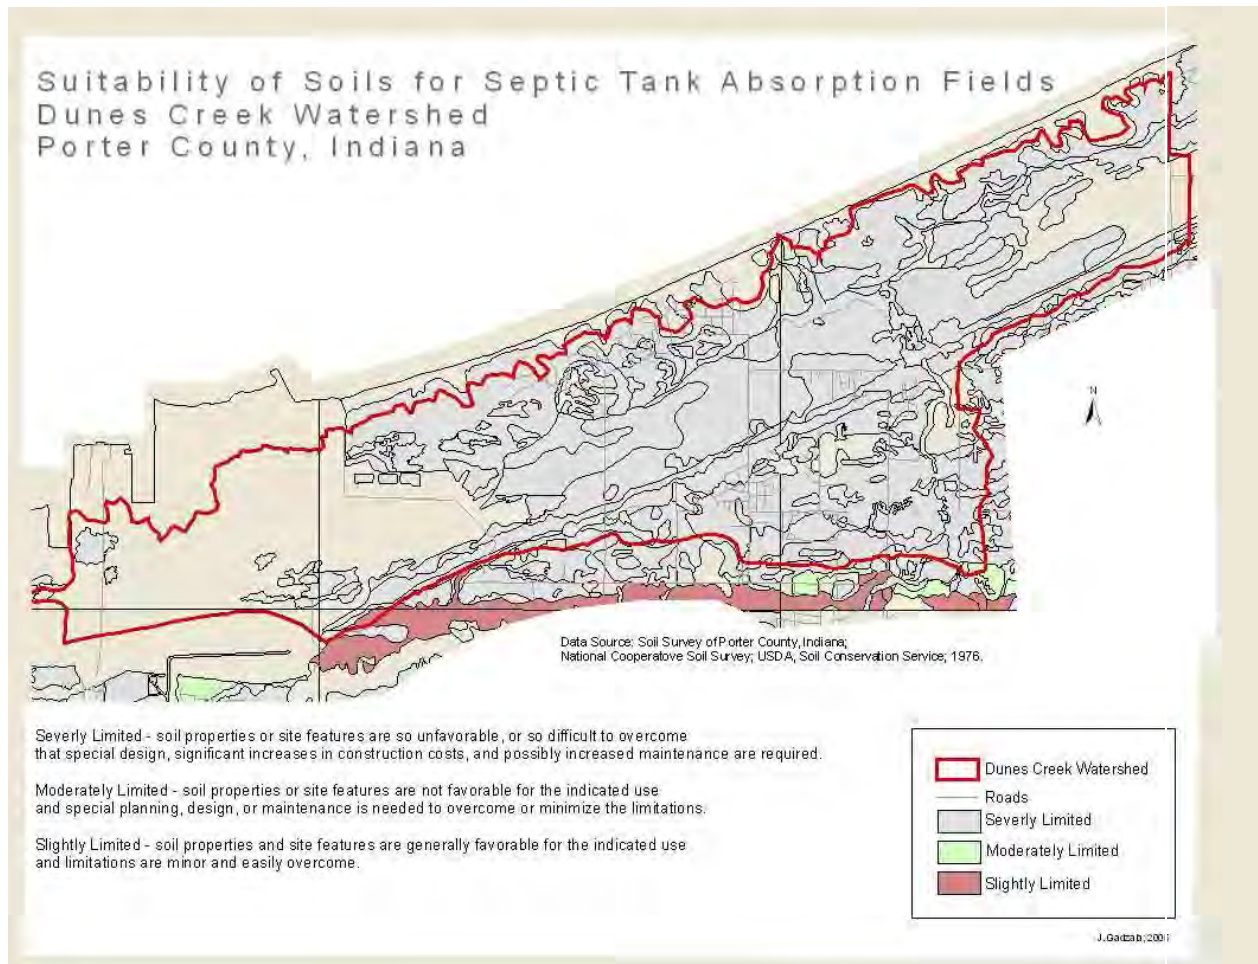 Suitability of Soils for Septic Tank Absorption Fields
Dunes Creek Watershed
Porter County, Indiana
N
Data Source: Soil Survey of Porter County, Indiana;
National Cooperatove Soil Survey; USDA, Soil Conservation Service; 1976.
Severly Limited - soil properties or site features are so unfavorable, or so difficult to overcome
that special design, significant increases in construction costs, and possibly increased maintenance are required.
Moderately Limited - soil properties or site features are not favorable for the indicated use
and special planning, design, or maintenance is needed to overcome or minimize the limitations.
Slightly Limited - soil properties and site features are generally favorable for the indicated use
and limitations are minor and easily overcome.
Dunes Creek Watershed
Roads
Severly Limited
Moderately Limited
Slightly Limited